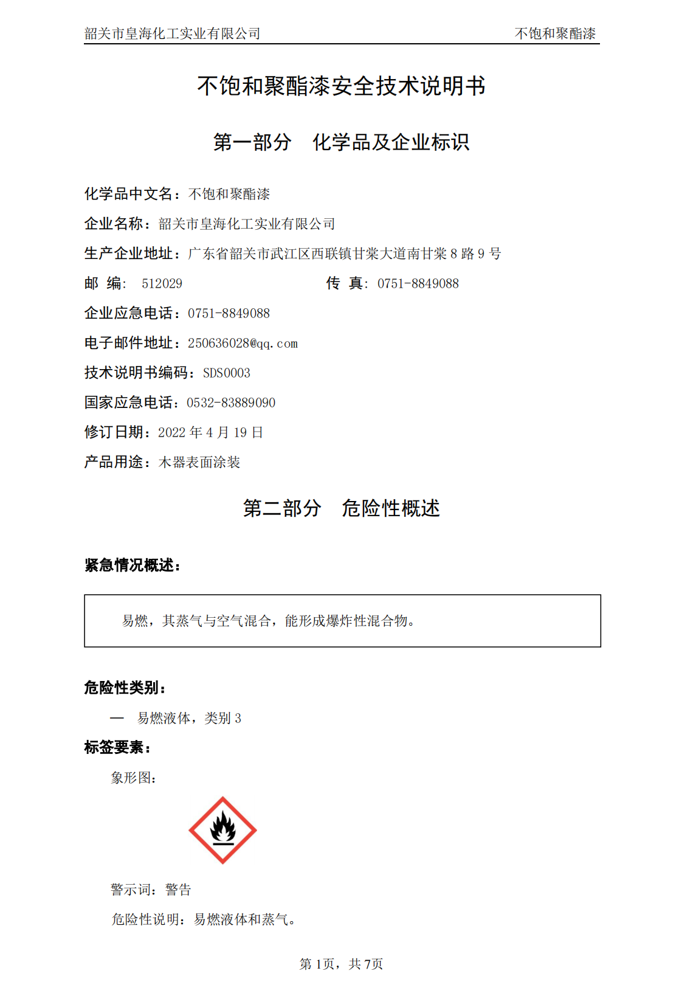 韶关市皇海化工实业有限公司 不饱和聚酯漆
不饱和聚酯漆安全技术说明书
第一部分 化学品及企业标识
化学品中文名：不饱和聚酯漆
企业名称：韶关市皇海化工实业有限公司
生产企业地址：广东省韶关市武江区西联镇甘棠大道南甘棠 8 路 9 号
邮 编: 512029 传 真: 0751-8849088
企业应急电话：0751-8849088
电子邮件地址：250636028@qq.com
技术说明书编码：SDS0003
国家应急电话：0532-83889090
修订日期：2022 年 4 月 19 日
产品用途：木器表面涂装
第二部分 危险性概述
紧急情况概述：
易燃，其蒸气与空气混合，能形成爆炸性混合物。
危险性类别：
— 易燃液体，类别 3
标签要素：
象形图：
警示词：警告
危险性说明：易燃液体和蒸气。
第 1页，共 7页